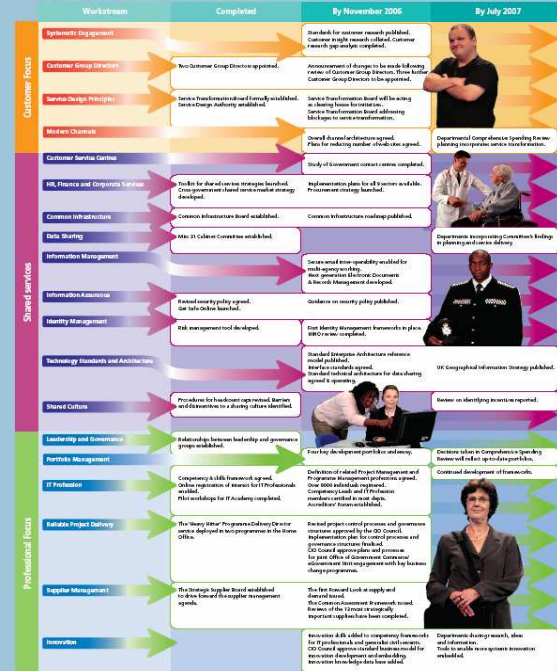 Workstream
Completed
By November 2006
By July 2007
Customer Focus
Systematic Engagement
Standards for customer research published.
Customer insight research collated. Customer
research gap analysis completed.
Customer Group Directors
Two Customer Group Directors appointed.
Announcement of changes to be made following
review of Customer Group Directors. Three further
Customer Group Directors to be appointed.
Service Design Principles
Service Transformation Board formally established.
Service Design Authority established.
Service Transformation Board will be acting
as clearing house for initiatives.
Service Transformation Board addressing
blockages to service transformation.
Modern Channels
Overall channel architecture agreed.
Plans for reducing number of web sites agreed.
Departmental Comprehensive Spending Review
planning incorporates service transformation.
Shared services
Customer Service Centres
Study of Government contact centres completed.
HR, Finance and Corporate Services
Toolkit for shared service strategies launched.
Cross-government shared service market strategy
developed.
Implementation plans for all 9 sectors available.
Procurement strategy launched.
Common Infrastructure
Common Infrastructure Board established.
Common Infrastructure roadmap published.
Data Sharing
Misc 31 Cabinet Committee established.
Departments incorporating Committee's findings
in planning and service delivery.
Information Management
Secure email inter-operability enabled for
multi-agency working.
Next generation Electronic Documents
& Records Management developed.
Information Assurance
Revised security policy agreed.
Get Safe Online launched.
Guidance on security policy published.
Identity Management
Risk management tool developed.
First Identity Management frameworks in place.
review completed.
Technology Standards and Architecture
Standard Enterprise Architecture reference
model published.
Interface standards agreed.
Standard technical architecture for data sharing
agreed & operating.
UK Geographical Information Strategy published.
Shared Culture
Procedures for headcount caps revised. Barriers
and disincentives to a sharing culture identified.
Review on identifying incentives reported.
Professional Focus
Leadership and Governance
Relationships between leadership and governance
groups established.
Portfolio Management
Four key development portfolios underway.
Decisions taken in Comprehensive Spending
Review will reflect up-to-date portfolios.
IT Profession
Competency & skills framework agreed.
Online registration of interest for IT Professionals
enabled.
Pilot workshops for IT Academy completed.
Definition of related Project Management and
Programme Management professions agreed.
Over 8000 individuals registered.
Competency Leads and IT Profession
members certified in most depts.
Accreditors' Forum established.
Continued development of frameworks.
Reliable Project Delivery
The 'Heavy Hitter' Programme Delivery Director
service deployed in two programmes in the Home
Office.
Revised project control processes and governance
structures approved by the CIO Council.
Implementation plan for control processes and
governance structures finalised.
CIO Council approve plans and processes
for joint Office of Government Commerce/
eGovernment Unit engagement with key business
change programmes.
Supplier Management
The Strategic Supplier Board established
to drive forward the supplier management
agenda.
The first Forward Look at supply and
demand issued.
The Common Assessment Framework issued.
Reviews of the 13 most strategically
important suppliers have been completed.
Innovation
Innovation skills added to competency frameworks
for IT professionals and generalist civil servants.
CIO Council approve standard business model for
innovation development and embedding.
Innovation knowledge data base added.
Departments sharing research, ideas
and information.
Tools to enable more systemic innovation
embedded.